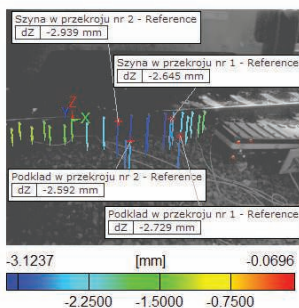 Szyna w przekroju nr 2 - Reference
dZ -2.939 mm
Szyna w przekroju nr 1 - Reference
dZ -2.645 mm
Z
X
Podkład w przekroju nr 2 - Reference
dZ -2.592 mm
Podkład w przekroju nr 1 - Reference
dZ -2.729 mm
-3.1237 [mm] -0.0696
-2.2500 -1.5000 -0.7500